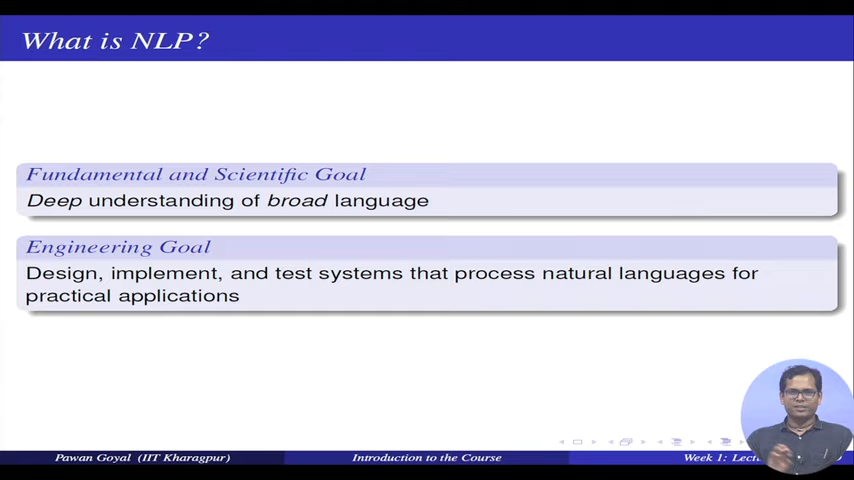 What is NLP?
Fundamental and Scientific Goal
Deep understanding of broad language
Engineering Goal
Design, implement, and test systems that process natural languages for
practical applications
Pawan Goyal (IIT Kharagpur)
Introduction to the Course
Week 1: